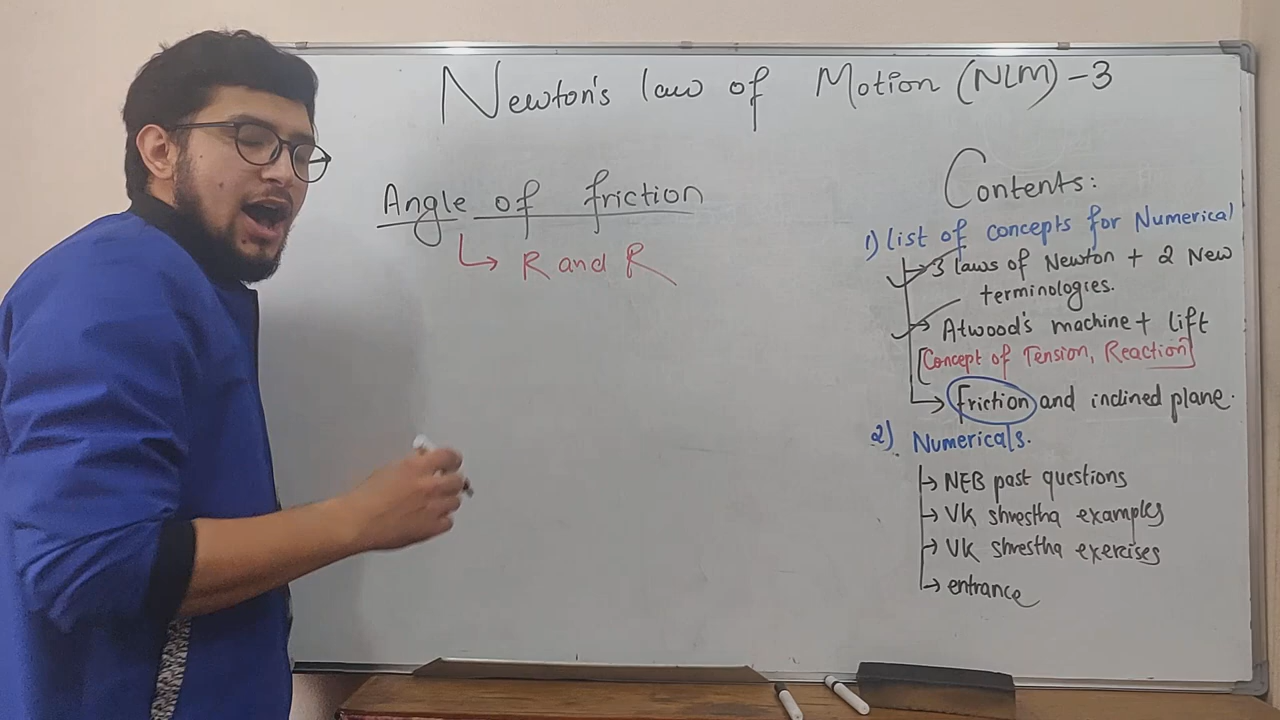 Newton's law of Motion (NLM) - 3
Angle of friction
↳ R and R
Contents:
1) list of concepts for Numerical
→ 3 laws of Newton + 2 New
terminologies.
→ Atwood's machine + lift
[Concept of Tension, Reaction]
→ friction and inclined plane.
2) Numericals.
→ NEB past questions
→ VK shrestha examples
→ VK shrestha exercises
→ entrance